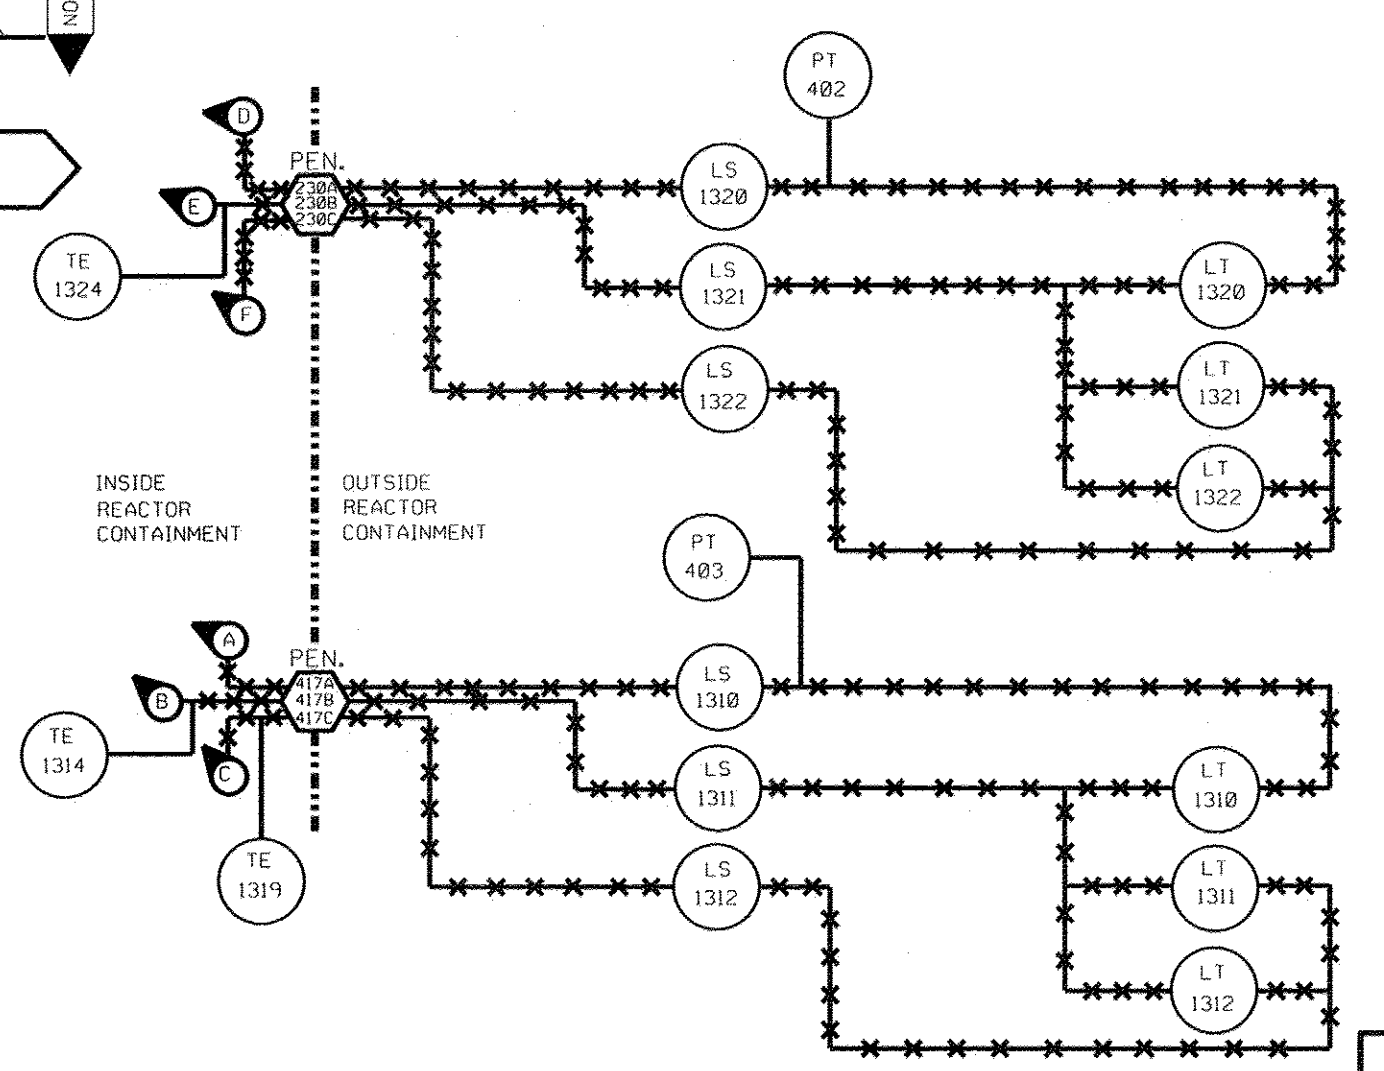 NO
PT
402
D
PEN.
LS
1320
230A
230B
230C
E
TE
1324
LS
1321
LT
1320
F
LS
1322
LT
1321
LT
1322
INSIDE
REACTOR
CONTAINMENT
OUTSIDE
REACTOR
CONTAINMENT
PT
403
A
PEN.
417A
417B
417C
LS
1310
B
TE
1314
C
LS
1311
LT
1310
TE
1319
LS
1312
LT
1311
LT
1312